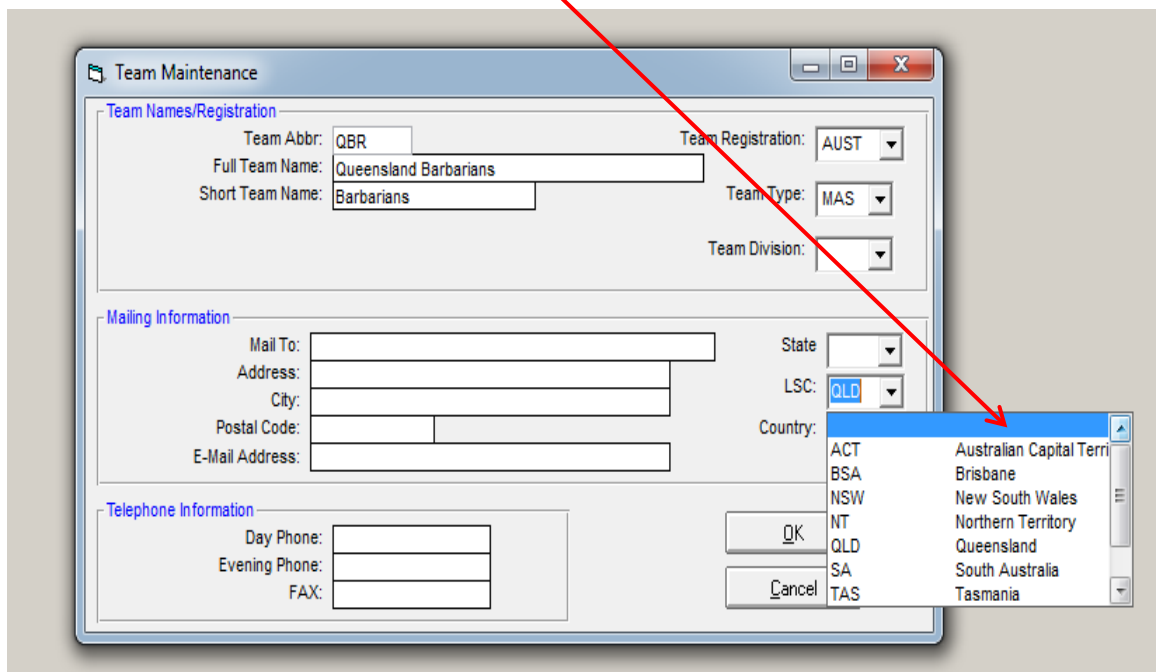 Team Maintenance
Team Names/Registration
Team Abbr: QBR
Team Registration: AUST
Full Team Name: Queensland Barbarians
Short Team Name: Barbarians
Team Type: MAS
Team Division:
Mailing Information
Mail To:
State
Address:
LSC: QLD
City:
Postal Code:
Country:
E-Mail Address:
ACT Australian Capital Terri
BSA Brisbane
NSW New South Wales
NT Northern Territory
QLD Queensland
SA South Australia
TAS Tasmania
Telephone Information
Day Phone:
Evening Phone:
FAX:
OK
Cancel